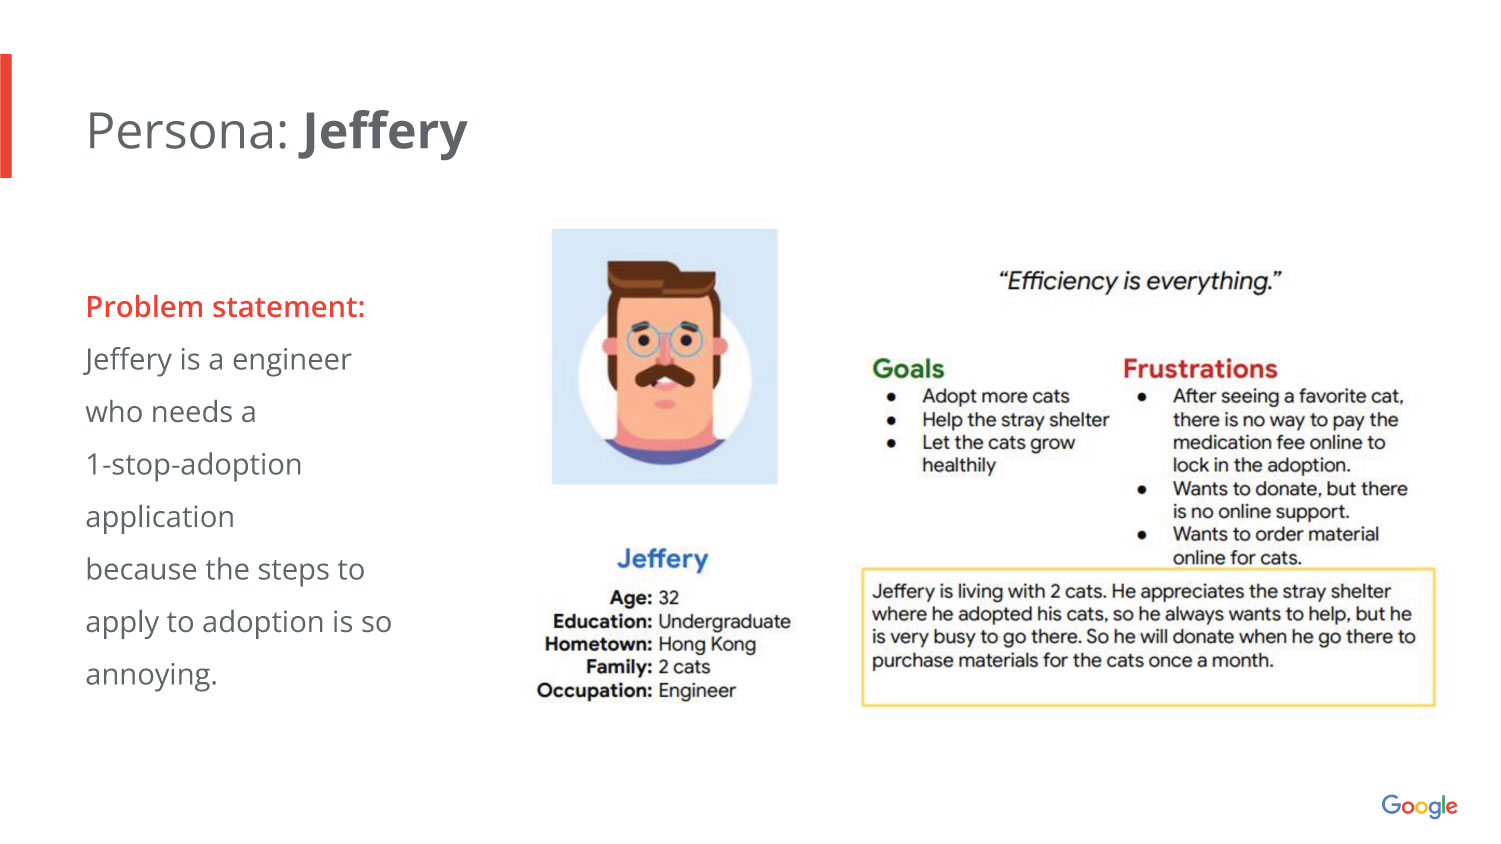 Persona: Jeffery
Problem statement:
Jeffery is a engineer
who needs a
1-stop-adoption
application
because the steps to
apply to adoption is so
annoying.
Jeffery
Age: 32
Education: Undergraduate
Hometown: Hong Kong
Family: 2 cats
Occupation: Engineer
“Efficiency is everything.”
Goals
● Adopt more cats
● Help the stray shelter
● Let the cats grow
healthily
Frustrations
● After seeing a favorite cat,
there is no way to pay the
medication fee online to
lock in the adoption.
● Wants to donate, but there
is no online support.
● Wants to order material
online for cats.
Jeffery is living with 2 cats. He appreciates the stray shelter
where he adopted his cats, so he always wants to help, but he
is very busy to go there. So he will donate when he go there to
purchase materials for the cats once a month.
Google